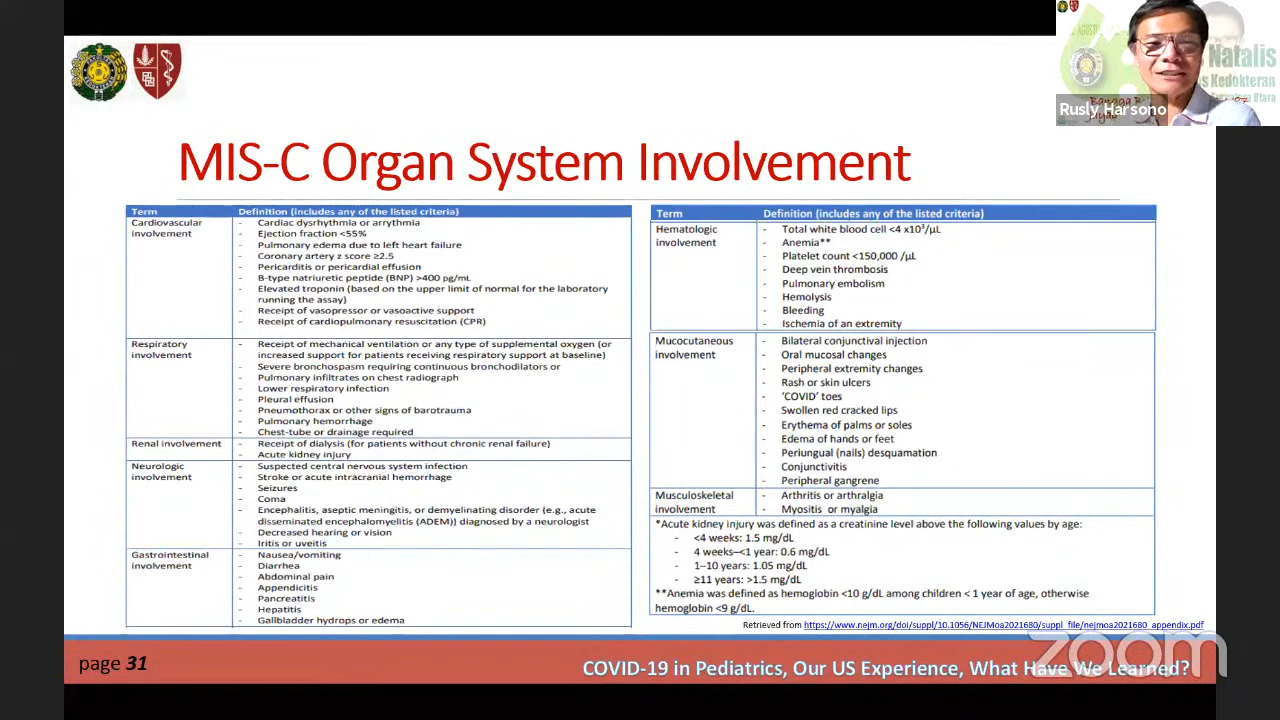 Natalis
s Kedokteran
Sumatera Utara
Rusly Harsono
MIS-C Organ System Involvement
Term Definition (includes any of the listed criteria)
Cardiovascular involvement
- Cardiac dysrhythmia or arrythmia
- Ejection fraction <55%
- Pulmonary edema due to left heart failure
- Coronary artery z score ≥2.5
- Pericarditis or pericardial effusion
- B-type natriuretic peptide (BNP) >400 pg/mL
- Elevated troponin (based on the upper limit of normal for the laboratory
running the assay)
- Receipt of vasopressor or vasoactive support
- Receipt of cardiopulmonary resuscitation (CPR)
Respiratory involvement
- Receipt of mechanical ventilation or any type of supplemental oxygen (or
increased support for patients receiving respiratory support at baseline)
- Severe bronchospasm requiring continuous bronchodilators or
- Pulmonary infiltrates on chest radiograph
- Lower respiratory infection
- Pleural effusion
- Pneumothorax or other signs of barotrauma
- Pulmonary hemorrhage
- Chest-tube or drainage required
Renal involvement
- Receipt of dialysis (for patients without chronic renal failure)
- Acute kidney injury
Neurologic involvement
- Suspected central nervous system infection
- Stroke or acute intracranial hemorrhage
- Seizures
- Coma
- Encephalitis, aseptic meningitis, or demyelinating disorder (e.g., acute
disseminated encephalomyelitis (ADEM)) diagnosed by a neurologist
- Decreased hearing or vision
- Iritis or uveitis
Gastrointestinal involvement
- Nausea/vomiting
- Diarrhea
- Abdominal pain
- Appendicitis
- Pancreatitis
- Hepatitis
- Gallbladder hydrops or edema
Term Definition (includes any of the listed criteria)
Hematologic involvement
- Total white blood cell <4 x10³/µL
- Anemia**
- Platelet count <150,000 /µL
- Deep vein thrombosis
- Pulmonary embolism
- Hemolysis
- Bleeding
- Ischemia of an extremity
Mucocutaneous involvement
- Bilateral conjunctival injection
- Oral mucosal changes
- Peripheral extremity changes
- Rash or skin ulcers
- ‘COVID’ toes
- Swollen red cracked lips
- Erythema of palms or soles
- Edema of hands or feet
- Periungual (nails) desquamation
- Conjunctivitis
- Peripheral gangrene
Musculoskeletal involvement
- Arthritis or arthralgia
- Myositis or myalgia
*Acute kidney injury was defined as a creatinine level above the following values by age:
- <4 weeks: 1.5 mg/dL
- 4 weeks–<1 year: 0.6 mg/dL
- 1–10 years: 1.05 mg/dL
- ≥11 years: >1.5 mg/dL
**Anemia was defined as hemoglobin <10 g/dL among children < 1 year of age, otherwise
hemoglobin <9 g/dL.
Retrieved from https://www.nejm.org/doi/suppl/10.1056/NEJMoa2021680/suppl_file/nejmoa2021680_appendix.pdf
zoom
page 31
COVID-19 in Pediatrics, Our US Experience, What Have We Learned?